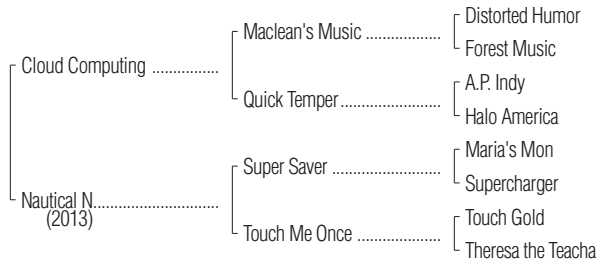 Distorted Humor
Maclean's Music ..................
Forest Music
Cloud Computing ................
A.P. Indy
Quick Temper........................
Halo America
Maria's Mon
Super Saver ..........................
Supercharger
Nautical N.............................
(2013)
Touch Gold
Touch Me Once ....................
Theresa the Teacha